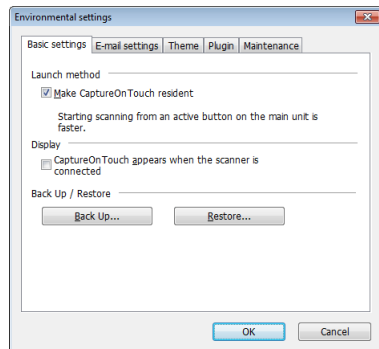 Environmental settings
Basic settings E-mail settings Theme Plugin Maintenance
Launch method
Make CaptureOnTouch resident
Starting scanning from an active button on the main unit is
faster.
Display
CaptureOnTouch appears when the scanner is
connected
Back Up / Restore
Back Up... Restore...
OK Cancel